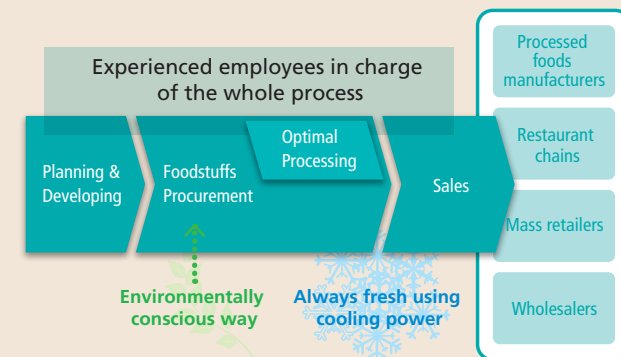 Experienced employees in charge
of the whole process
Planning &
Developing
Foodstuffs
Procurement
Optimal
Processing
Sales
Environmentally
conscious way
Always fresh using
cooling power
Processed
foods
manufacturers
Restaurant
chains
Mass retailers
Wholesalers